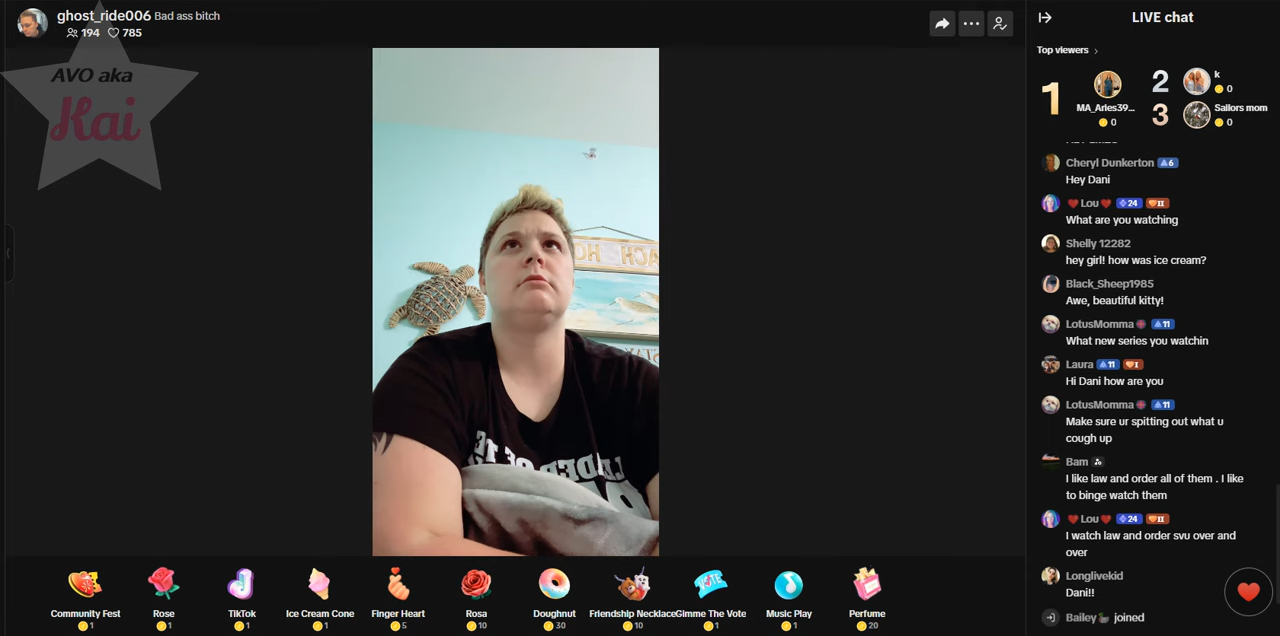 ghost_ride006 Bad ass bitch
194 785
AVO aka
Kai
LIVE chat
Top viewers >
1
MA_Aries39...
0
2
k
0
3
Sailors mom
0
Cheryl Dunkerton 6
Hey Dani
❤️Lou❤️ 24 II
What are you watching
Shelly 12282
hey girl! how was ice cream?
Black_Sheep1985
Awe, beautiful kitty!
LotusMomma 11
What new series you watchin
Laura 11 I
Hi Dani how are you
LotusMomma 11
Make sure ur spitting out what u
cough up
Bam
I like law and order all of them . I like
to binge watch them
❤️Lou❤️ 24 II
I watch law and order svu over and
over
Longlivekid
Dani!!
Bailey joined
LEADER OF THE
VOTE
Community Fest
1
Rose
1
TikTok
1
Ice Cream Cone
1
Finger Heart
5
Rosa
10
Doughnut
30
Friendship Necklace
10
Gimme The Vote
1
Music Play
1
Perfume
20